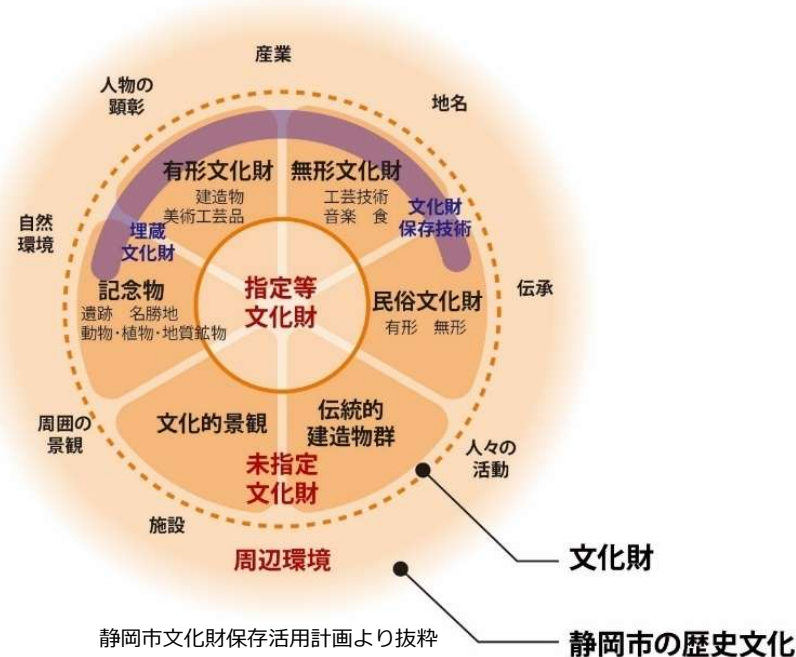 産業
人物の
顕彰
地名
有形文化財
建造物
美術工芸品
無形文化財
工芸技術
音楽 食
文化財
保存技術
自然
環境
埋蔵
文化財
記念物
遺跡 名勝地
動物・植物・地質鉱物
指定等
文化財
民俗文化財
有形 無形
伝承
周囲の
景観
文化的景観
伝統的
建造物群
人々の
活動
未指定
文化財
施設
周辺環境
文化財
静岡市文化財保存活用計画より抜粋
静岡市の歴史文化